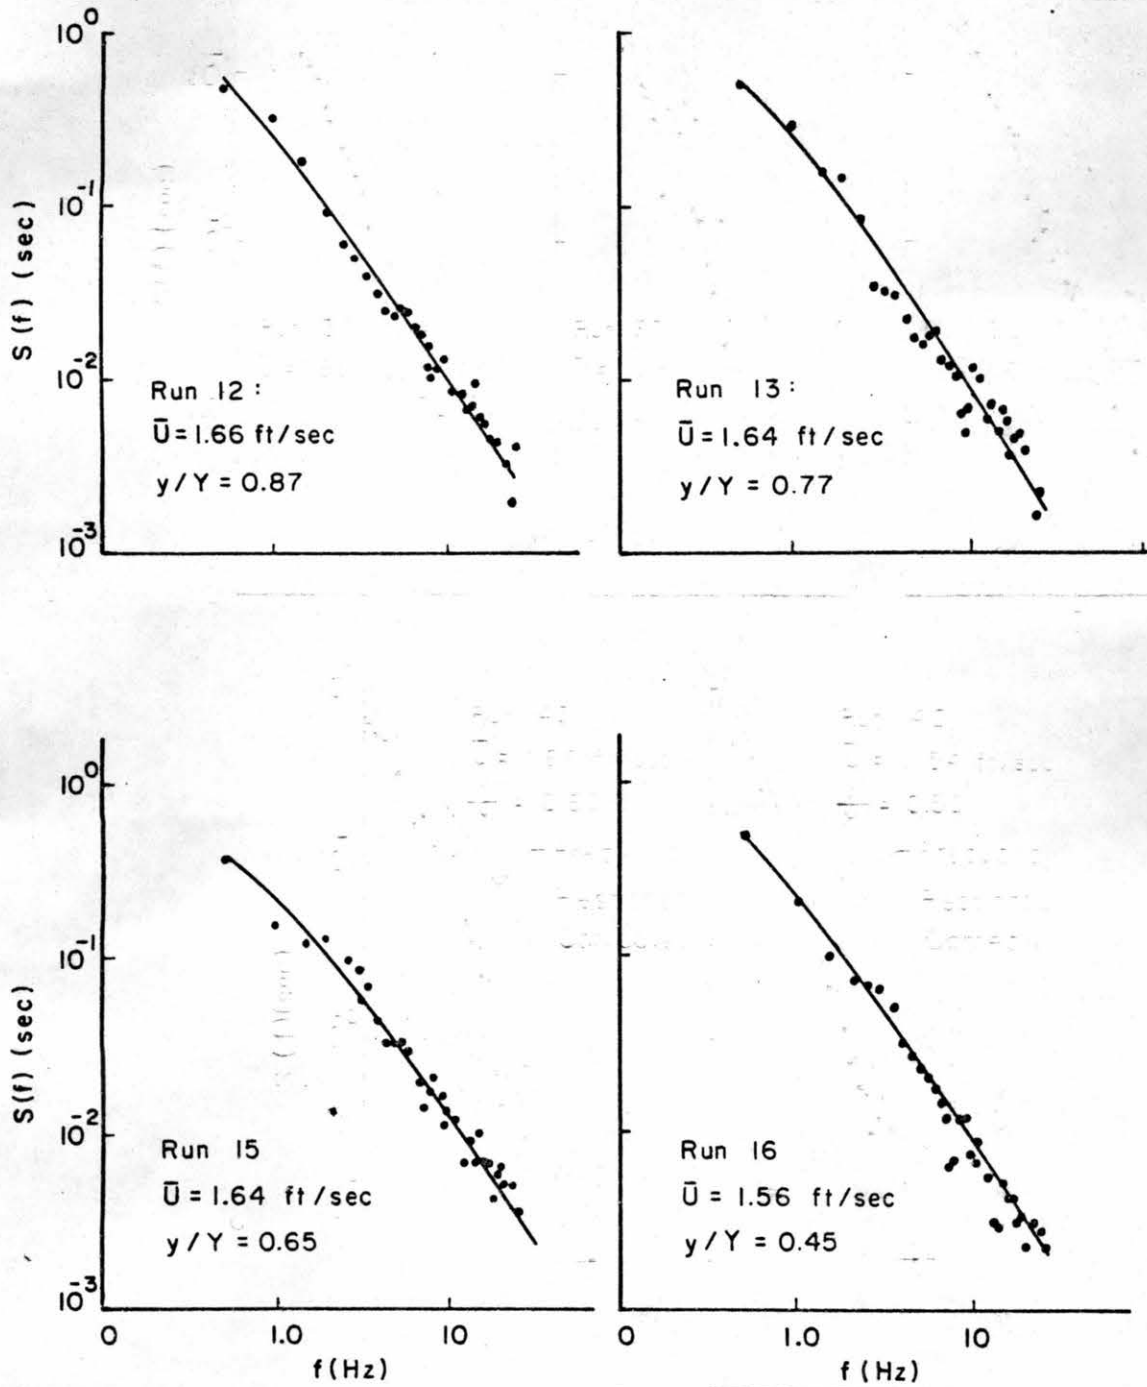 10⁰
10⁻¹
10⁻²
10⁻³
S(f) (sec)
Run 12:
Ū = 1.66 ft/sec
y/Y = 0.87
Run 13:
Ū = 1.64 ft/sec
y/Y = 0.77
10⁰
10⁻¹
10⁻²
10⁻³
S(f) (sec)
Run 15
Ū = 1.64 ft/sec
y/Y = 0.65
0 1.0 10
f (Hz)
Run 16
Ū = 1.56 ft/sec
y/Y = 0.45
0 1.0 10
f (Hz)